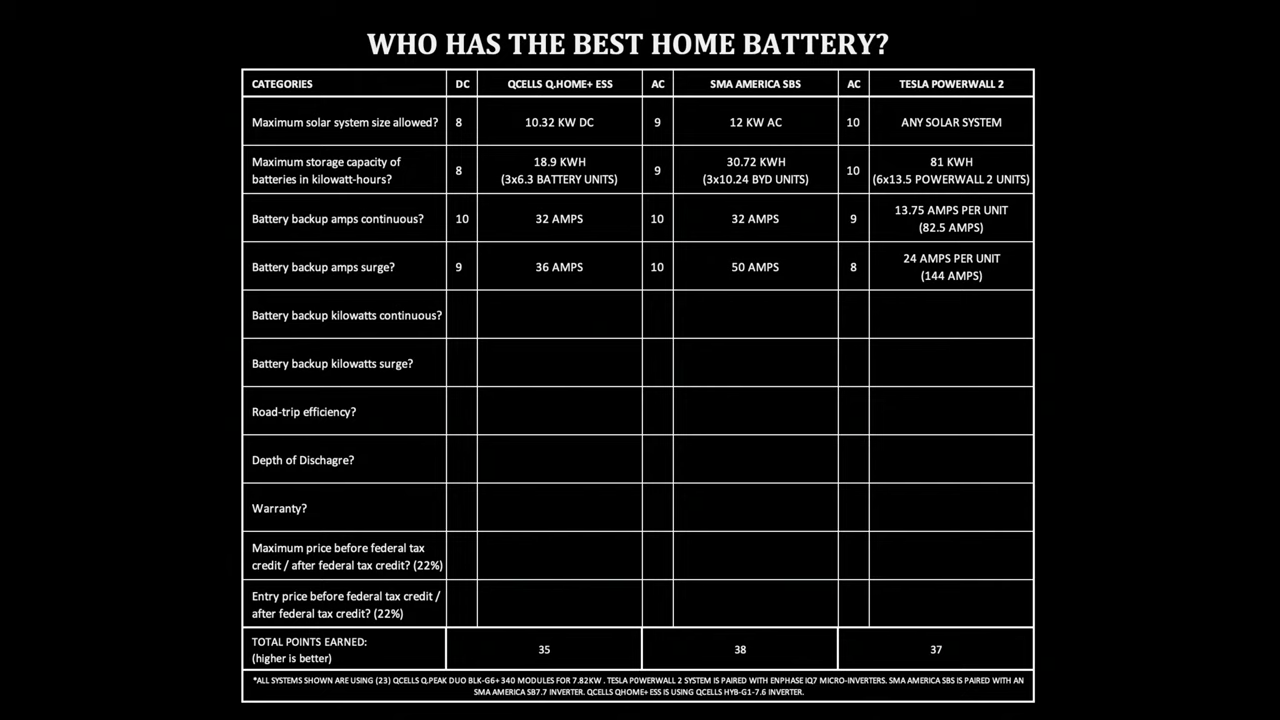 WHO HAS THE BEST HOME BATTERY?
CATEGORIES DC QCELLS Q,HOME+ ESS AC SMA AMERICA SBS AC TESLA POWERWALL 2
Maximum solar system size allowed? 8 10.32 KW DC 9 12 KW AC 10 ANY SOLAR SYSTEM
Maximum storage capacity of
batteries in kilowatt-hours? 8 18.9 KWH
(3x6.3 BATTERY UNITS) 9 30.72 KWH
(3x10.24 BYD UNITS) 10 81 KWH
(6x13.5 POWERWALL 2 UNITS)
Battery backup amps continuous? 10 32 AMPS 10 32 AMPS 9 13.75 AMPS PER UNIT
(82.5 AMPS)
Battery backup amps surge? 9 36 AMPS 10 50 AMPS 8 24 AMPS PER UNIT
(144 AMPS)
Battery backup kilowatts continuous?
Battery backup kilowatts surge?
Road-trip efficiency?
Depth of Dischagre?
Warranty?
Maximum price before federal tax
credit / after federal tax credit? (22%)
Entry price before federal tax credit /
after federal tax credit? (22%)
TOTAL POINTS EARNED:
(higher is better) 35 38 37
*ALL SYSTEMS SHOWN ARE USING (23) QCELLS Q,PEAK DUO BLK-G6+ 340 MODULES FOR 7.82KW . TESLA POWERWALL 2 SYSTEM IS PAIRED WITH ENPHASE IQ7 MICRO-INVERTERS. SMA AMERICA SBS IS PAIRED WITH AN
SMA AMERICA SB7.7 INVERTER. QCELLS QHOME+ ESS IS USING QCELLS HYB-G1-7.6 INVERTER.